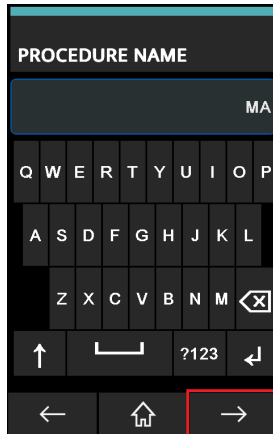 PROCEDURE NAME
MA
Q W E R T Y U I O P
A S D F G H J K L
Z X C V B N M
?123